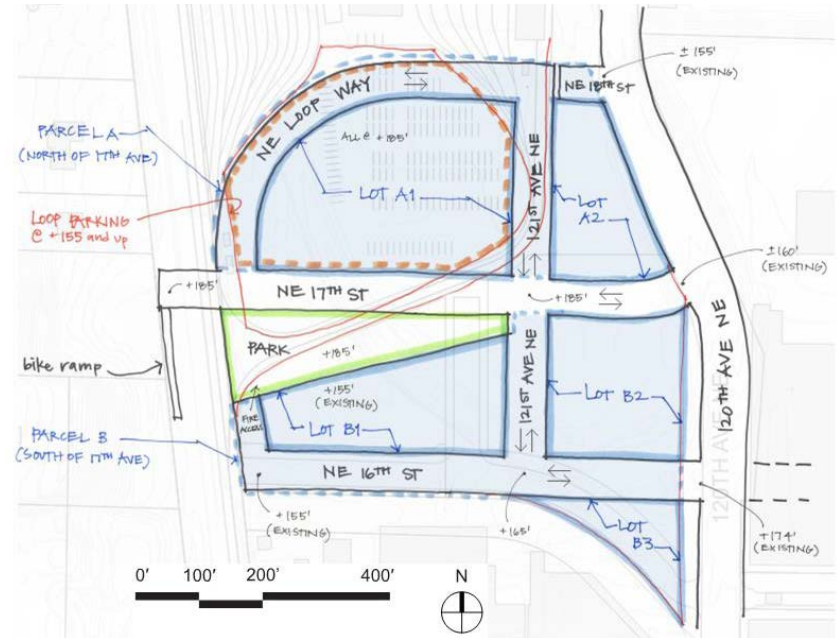 ± 155'
(EXISTING)
NE 18TH ST
NE LOOP WAY
PARCEL A
(NORTH OF 17TH AVE)
ALL @ +185'
LOT A1
121ST AVE NE
LOT
A2
LOOP PARKING
@ +155 and up
± 160'
(EXISTING)
+185'
NE 17TH ST
+185'
PARK
+185'
bike ramp
+155'
(EXISTING)
FIRE
ACCESS
LOT B1
121ST AVE NE
LOT B2
120TH AVE NE
120TH AVE NE
PARCEL B
(SOUTH OF 17TH AVE)
NE 16TH ST
+155'
(EXISTING)
+165'
LOT
B3
+174'
(EXISTING)
0' 100' 200' 400'
N